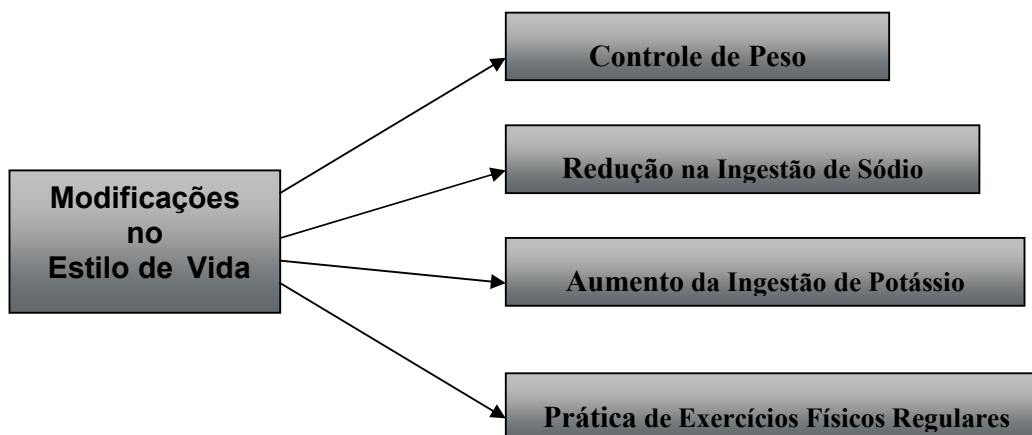 Modificações
no
Estilo de Vida
Controle de Peso
Redução na Ingestão de Sódio
Aumento da Ingestão de Potássio
Prática de Exercícios Físicos Regulares